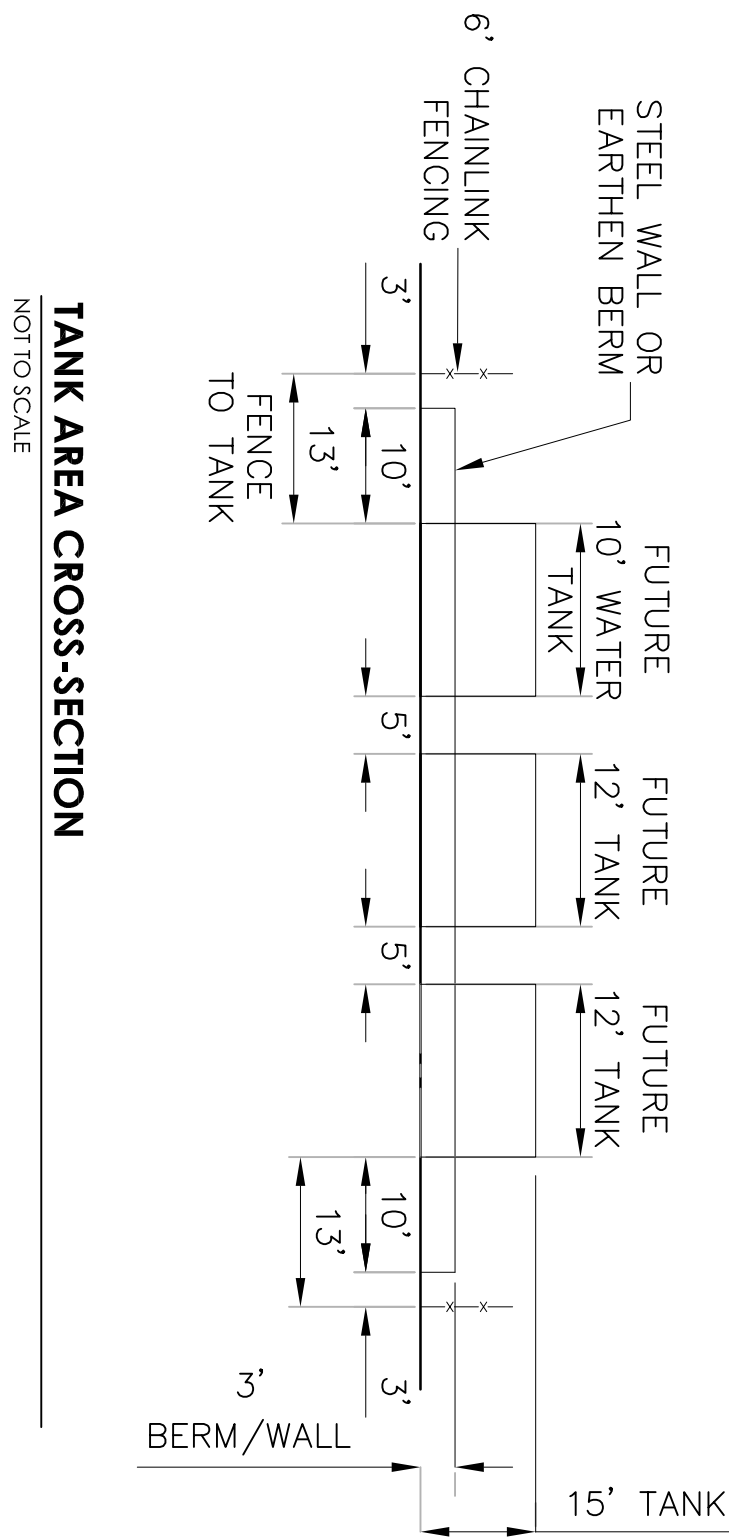 6' CHAINLINK
FENCING
STEEL WALL OR
EARTHEN BERM
FUTURE
10' WATER
TANK
FUTURE
12' TANK
FUTURE
12' TANK
15' TANK
3'
BERM/WALL
3'
10'
13'
FENCE
TO TANK
5'
5'
10'
13'
3'
X
X
X
X
TANK AREA CROSS-SECTION
NOT TO SCALE